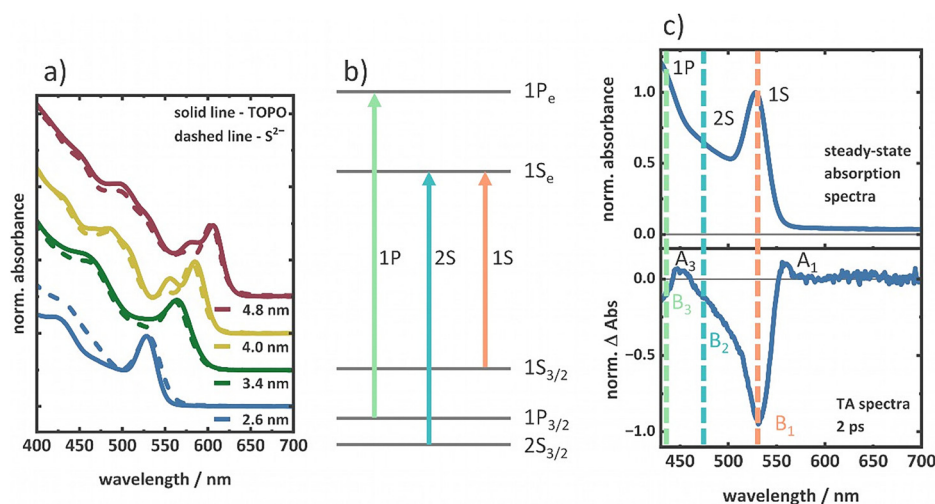 a)
solid line - TOPO
dashed line - S²⁻
4.8 nm
4.0 nm
3.4 nm
2.6 nm
norm. absorbance
400 450 500 550 600 650 700
wavelength / nm
b)
1Pₑ
1Sₑ
1P
2S
1S
1S₃/₂
1P₃/₂
2S₃/₂
c)
1P
2S
1S
steady-state
absorption
spectra
norm. absorbance
1.0
0.5
0.0
A₃
A₁
B₃
B₂
B₁
TA spectra
2 ps
norm. Δ Abs
0.0
−0.5
−1.0
450 500 550 600 650 700
wavelength / nm